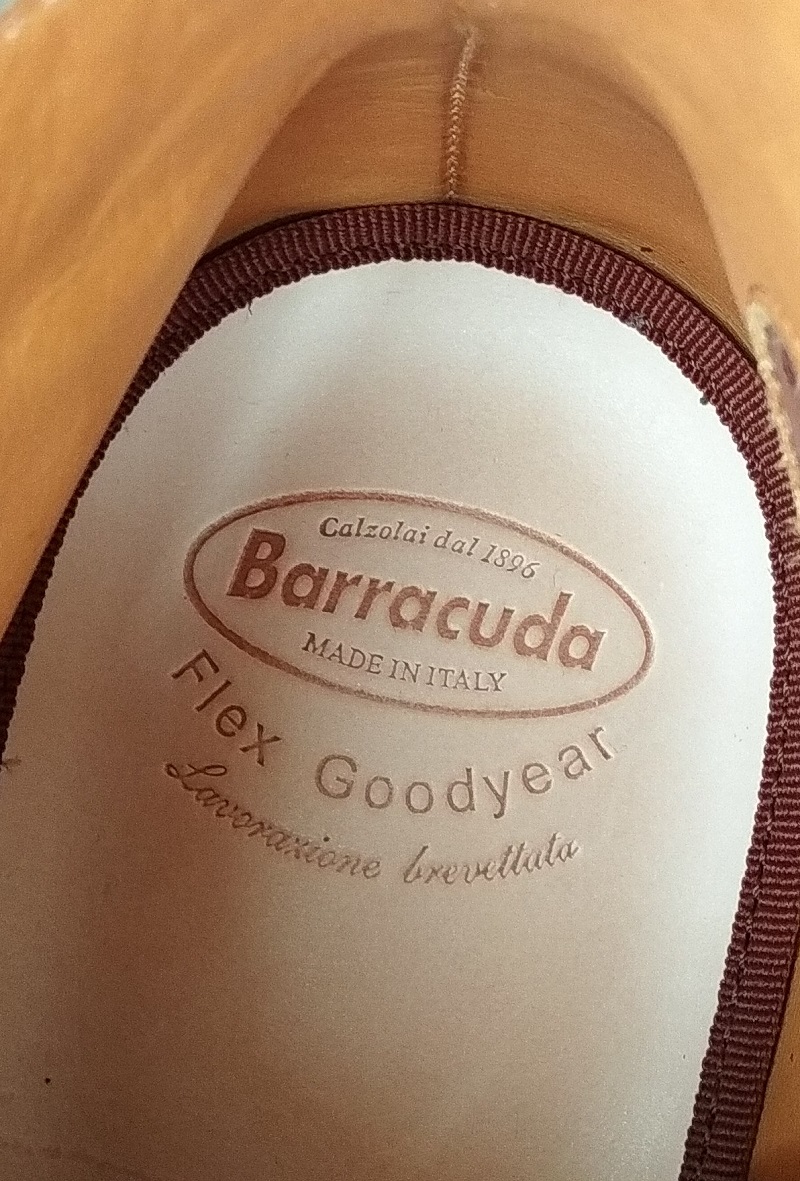 Calzolai dal 1896
Barracuda
MADE IN ITALY
Flex Goodyear
Lavorazione brevettata